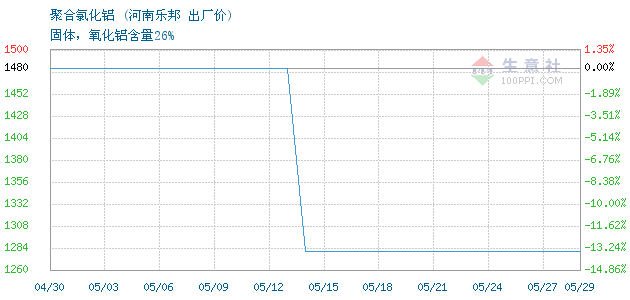 聚合氯化铝 (河南乐邦 出厂价)
固体，氧化铝含量26%
1500 1.35%
1480 0.00%
1452 -1.89%
1428 -3.51%
1404 -5.14%
1380 -6.76%
1356 -8.38%
1332 -10.00%
1308 -11.62%
1284 -13.24%
1260 -14.86%
生意社
100PPI.COM
04/30 05/03 05/06 05/09 05/12 05/15 05/18 05/21 05/24 05/27 05/29